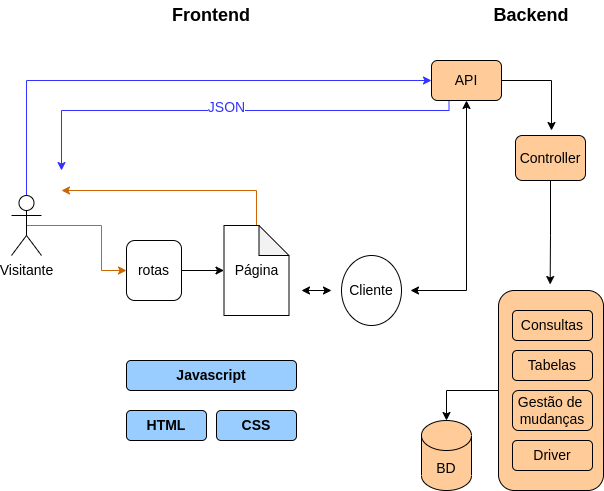 Frontend
Backend
API
JSON
Controller
Visitante
rotas
Página
Cliente
Consultas
Tabelas
Gestão de
mudanças
Driver
Javascript
HTML
CSS
BD